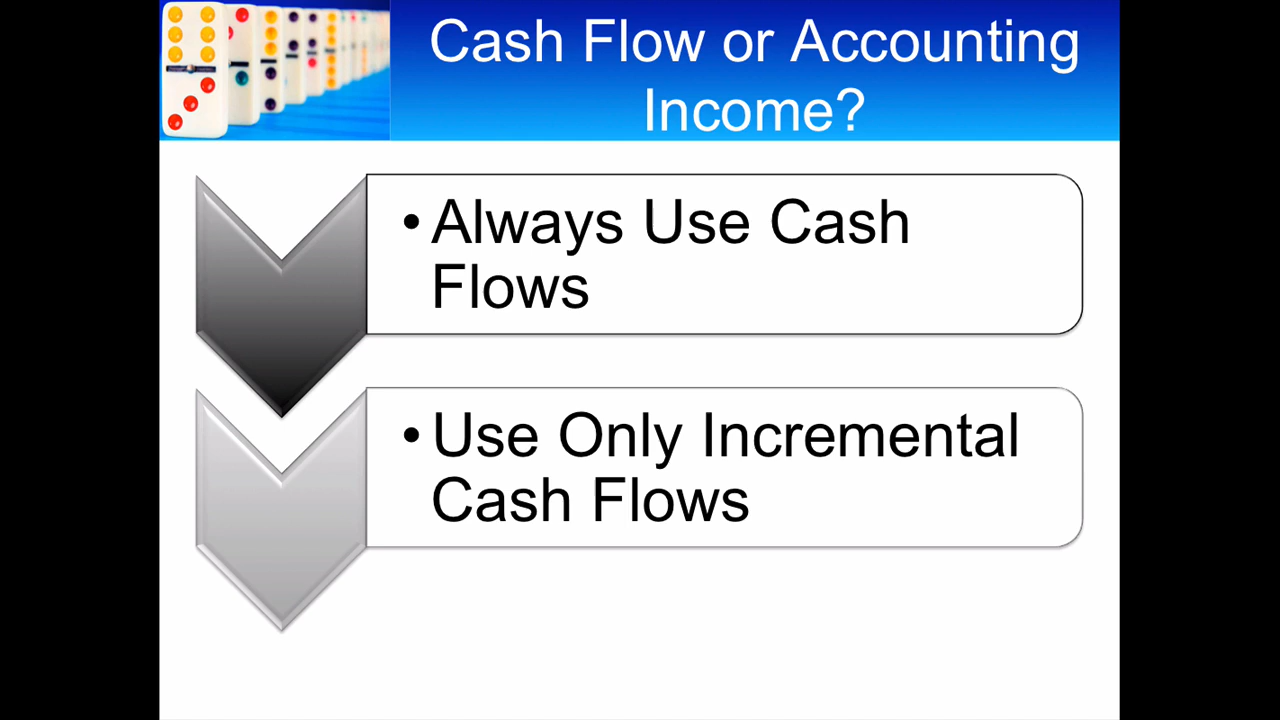 Cash Flow or Accounting
Income?
•Always Use Cash
Flows
•Use Only Incremental
Cash Flows